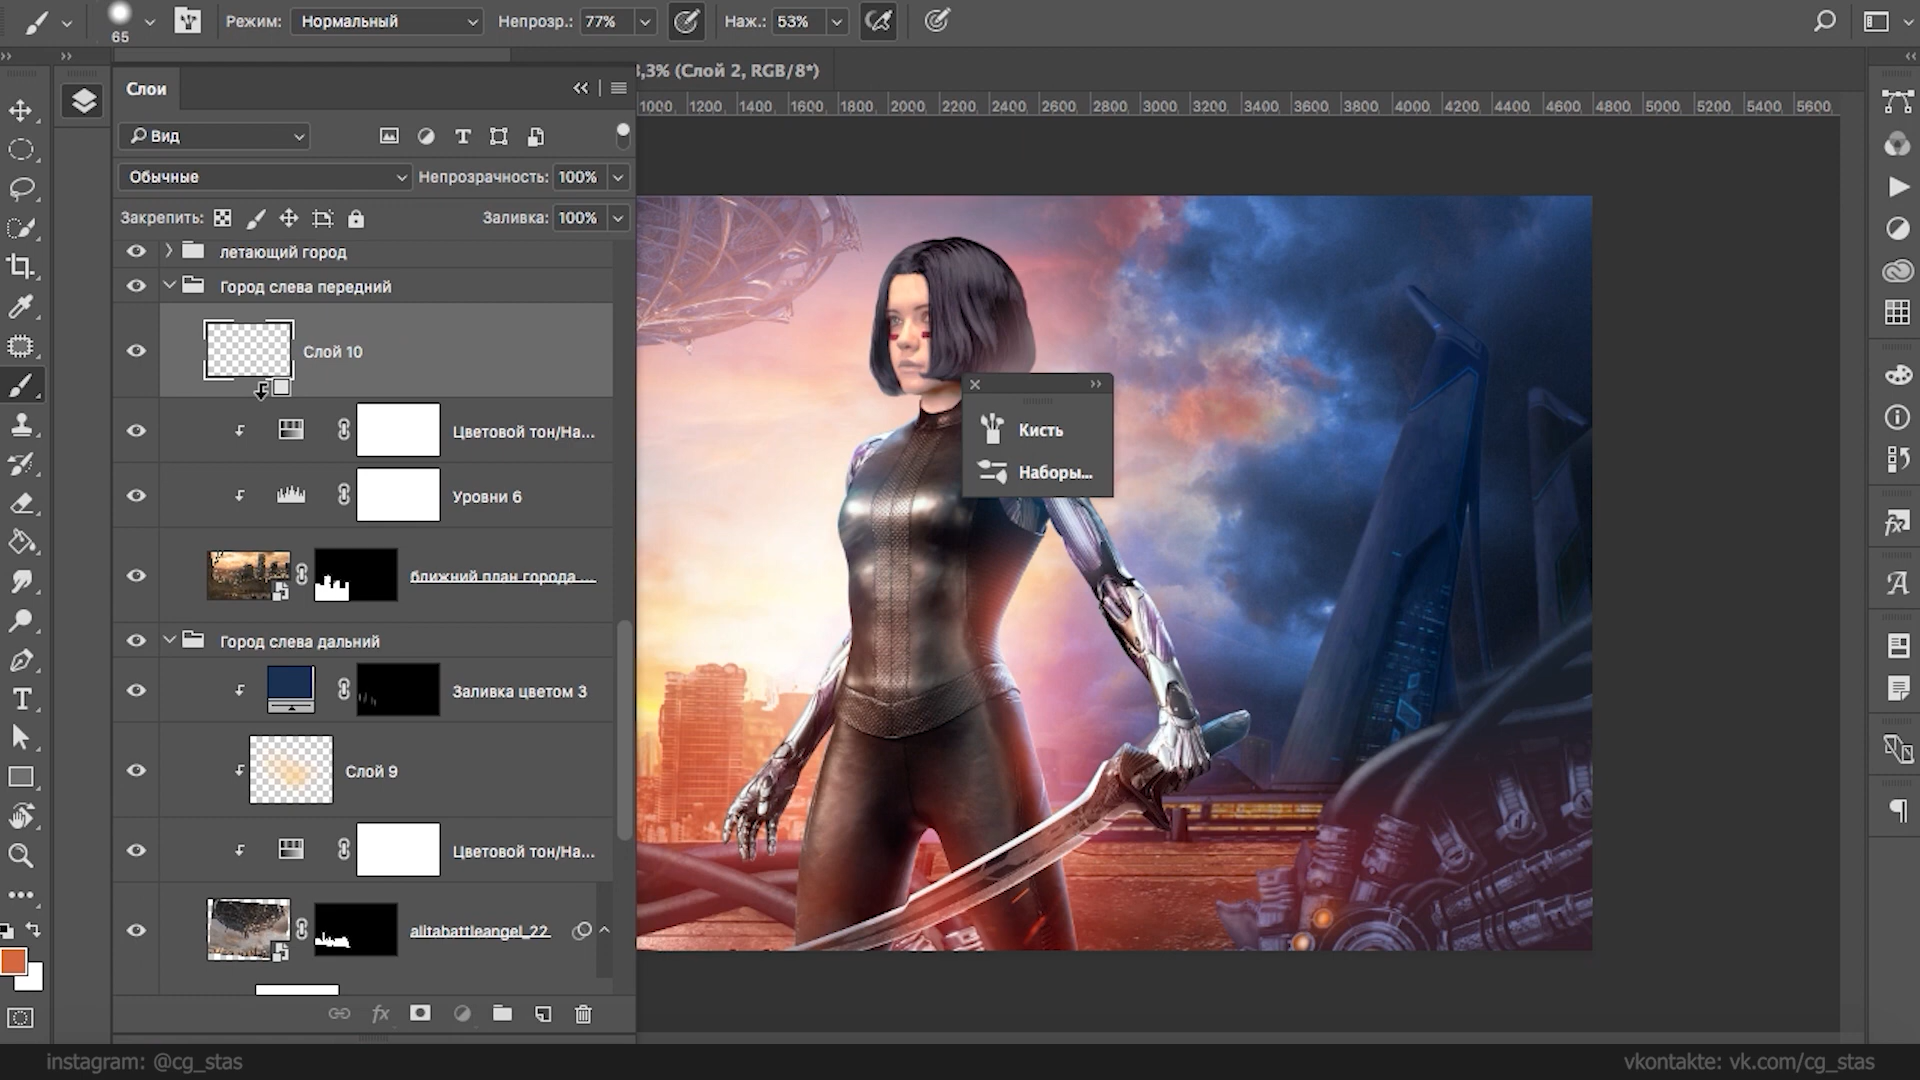 65
Режим:
Нормальный
Непрозр.:
77%
Наж.:
53%
Слои
3,3% (Слой 2, RGB/8*)
1000 1200 1400 1600 1800 2000 2200 2400 2600 2800 3000 3200 3400 3600 3800 4000 4200 4400 4600 4800 5000 5200 5400 5600
Вид
Обычные
Непрозрачность:
100%
Закрепить:
Заливка:
100%
летающий город
Город слева передний
Слой 10
Цветовой тон/На...
Уровни 6
ближний план города ...
Город слева дальний
Заливка цветом 3
Слой 9
Цветовой тон/На...
alitabattleangel_22
Кисть
Наборы...
instagram: @cg_stas
vkontakte: vk.com/cg_stas